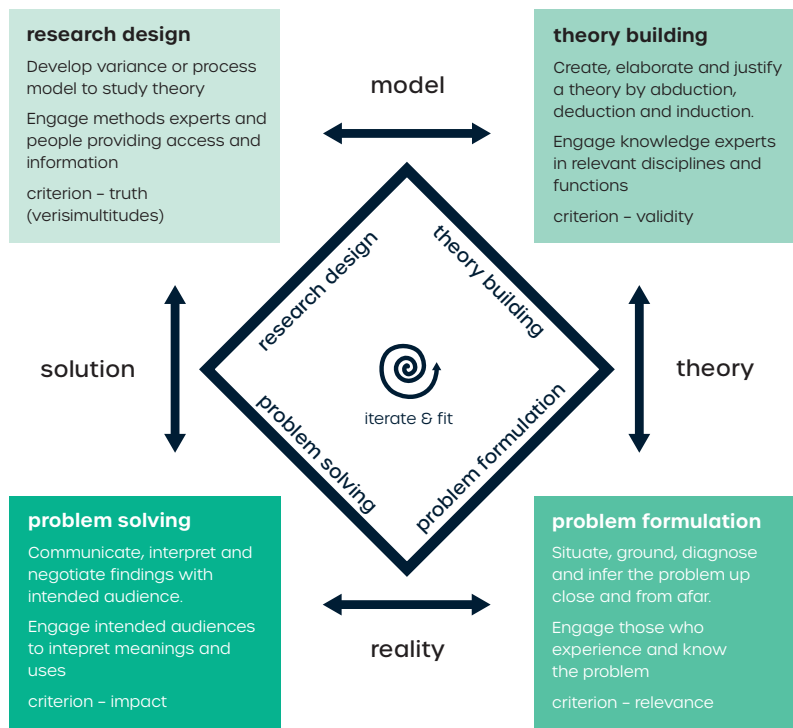 research design
Develop variance or process
model to study theory
Engage methods experts and
people providing access and
information
criterion – truth
(verisimultitudes)
model
theory building
Create, elaborate and justify
a theory by abduction,
deduction and induction.
Engage knowledge experts
in relevant disciplines and
functions
criterion – validity
research design
theory building
solution
iterate & fit
theory
problem solving
problem formulation
problem solving
Communicate, interpret and
negotiate findings with
intended audience.
Engage intended audiences
to intepret meanings and
uses
criterion – impact
reality
problem formulation
Situate, ground, diagnose
and infer the problem up
close and from afar.
Engage those who
experience and know
the problem
criterion – relevance